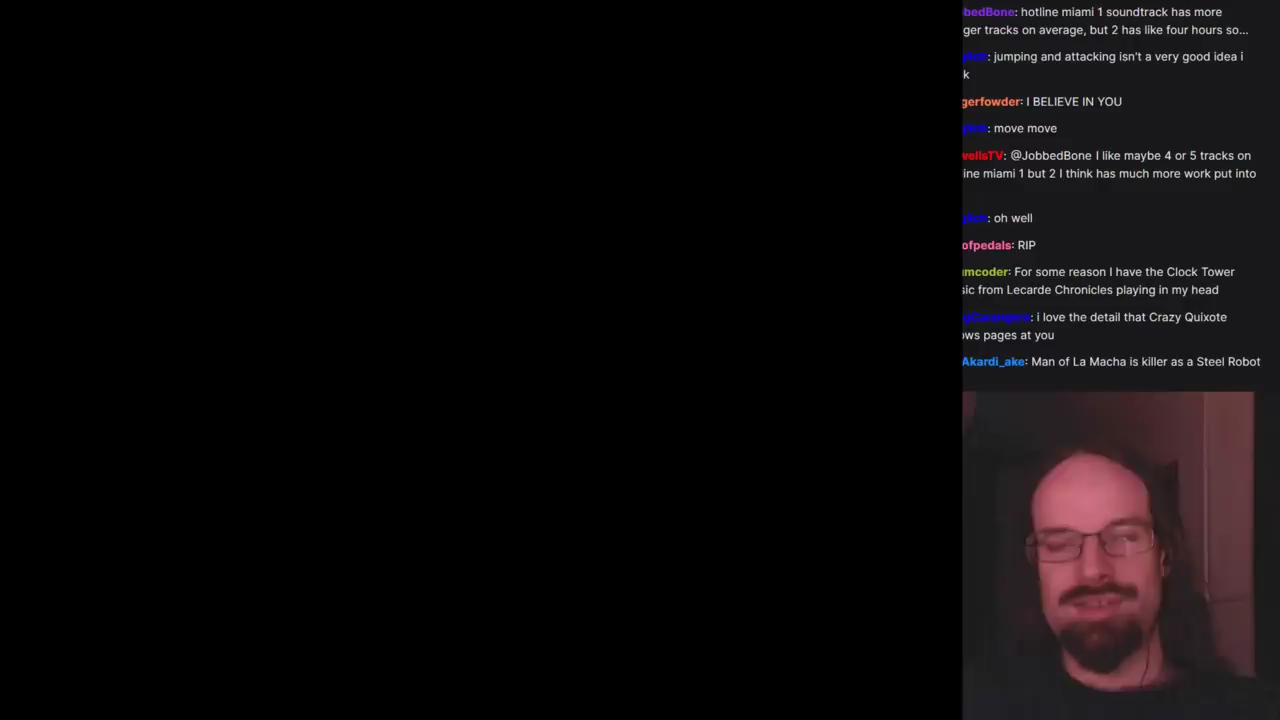 bedBone: hotline miami 1 soundtrack has more
ger tracks on average, but 2 has like four hours so...
: jumping and attacking isn't a very good idea i
k
gerfowder: I BELIEVE IN YOU
: move move
wellsTV: @JobbedBone I like maybe 4 or 5 tracks on
ine miami 1 but 2 I think has much more work put into
: oh well
ofpedals: RIP
mcoder: For some reason I have the Clock Tower
sic from Lecarde Chronicles playing in my head
: i love the detail that Crazy Quixote
ows pages at you
Akardi_ake: Man of La Macha is killer as a Steel Robot